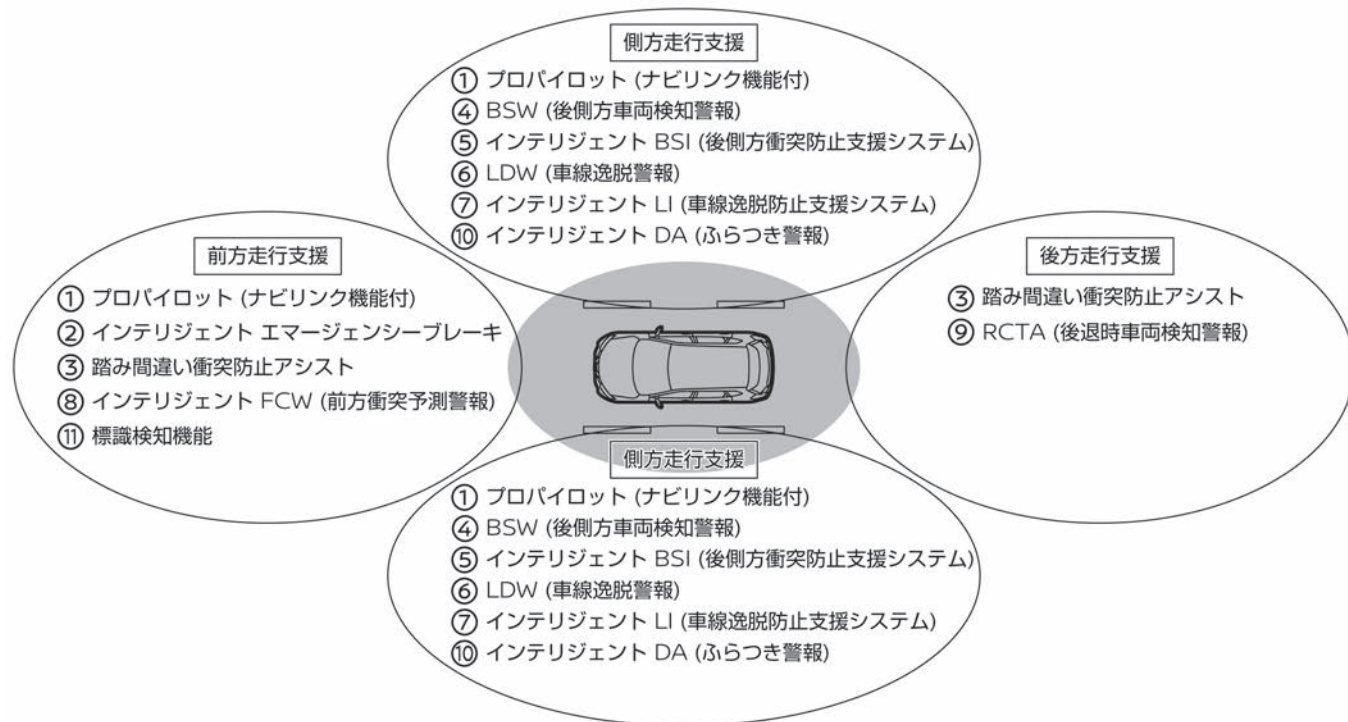 側方走行支援
① プロパイロット (ナビリンク機能付)
④ BSW (後側方車両検知警報)
⑤ インテリジェント BSI (後側方衝突防止支援システム)
⑥ LDW (車線逸脱警報)
⑦ インテリジェント LI (車線逸脱防止支援システム)
⑩ インテリジェント DA (ふらつき警報)
前方走行支援
① プロパイロット (ナビリンク機能付)
② インテリジェント エマージェンシーブレーキ
③ 踏み間違い衝突防止アシスト
⑧ インテリジェント FCW (前方衝突予測警報)
⑪ 標識検知機能
後方走行支援
③ 踏み間違い衝突防止アシスト
⑨ RCTA (後退時車両検知警報)
側方走行支援
① プロパイロット (ナビリンク機能付)
④ BSW (後側方車両検知警報)
⑤ インテリジェント BSI (後側方衝突防止支援システム)
⑥ LDW (車線逸脱警報)
⑦ インテリジェント LI (車線逸脱防止支援システム)
⑩ インテリジェント DA (ふらつき警報)